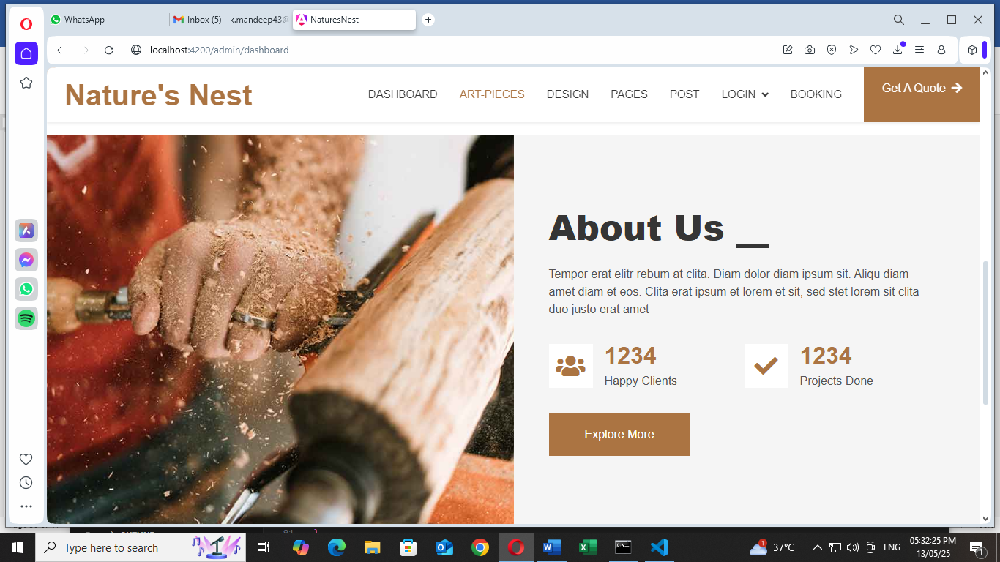 WhatsApp
Inbox (5) - k.mandeep43@
NaturesNest
localhost:4200/admin/dashboard
Nature's Nest
DASHBOARD
ART-PIECES
DESIGN
PAGES
POST
LOGIN
BOOKING
Get A Quote
About Us __
Tempor erat elitr rebum at clita. Diam dolor diam ipsum sit. Aliqu diam
amet diam et eos. Clita erat ipsum et lorem et sit, sed stet lorem sit clita
duo justo erat amet
1234
Happy Clients
1234
Projects Done
Explore More
Type here to search
1
37°C
ENG
05:32:25 PM
13/05/25
1